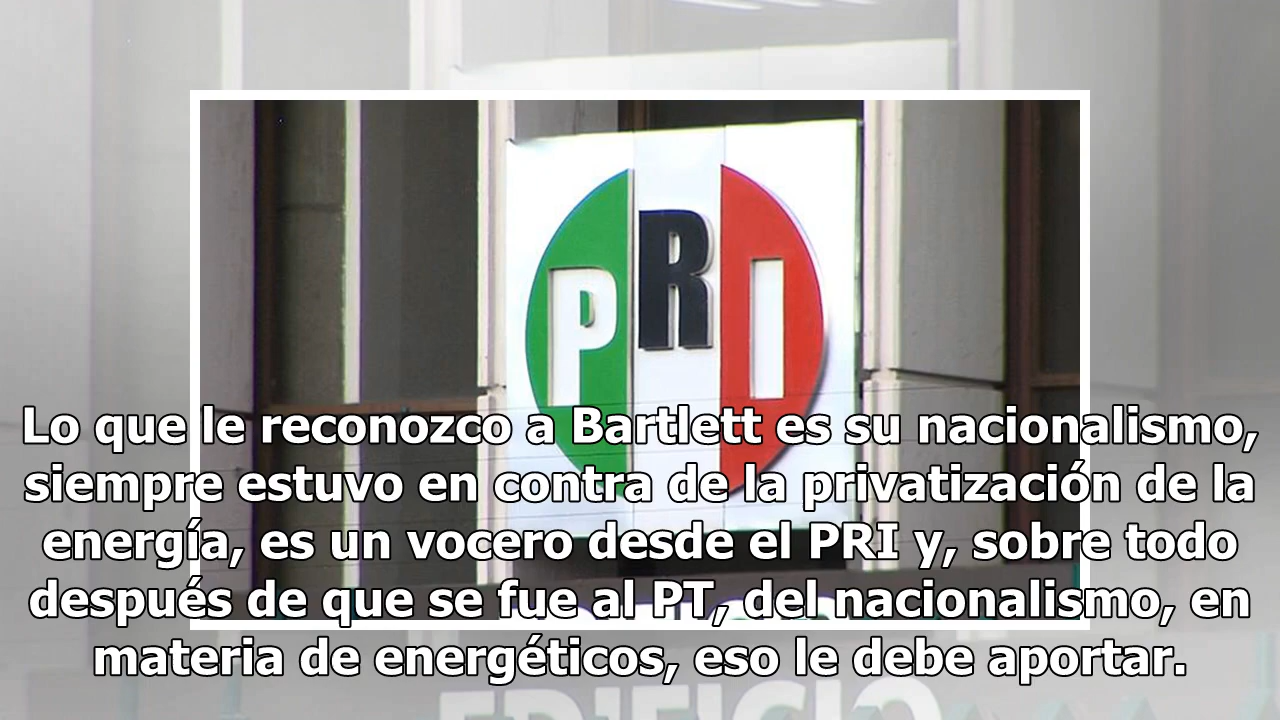 PRI
Lo que le reconozco a Bartlett es su nacionalismo,
siempre estuvo en contra de la privatización de la
energía, es un vocero desde el PRI y, sobre todo
después de que se fue al PT, del nacionalismo, en
materia de energéticos, eso le debe aportar.
EDIFICIO